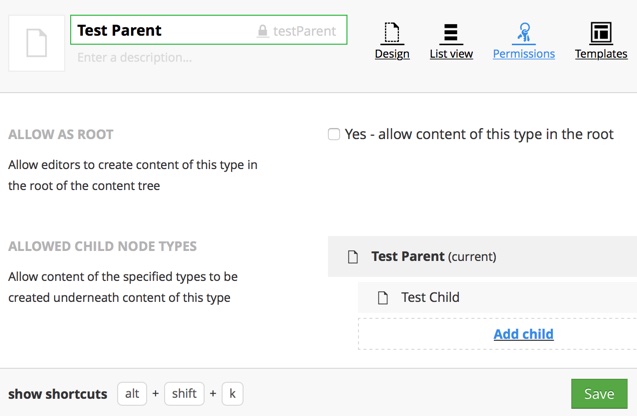 Test Parent testParent
Enter a description...
Design List view Permissions Templates
ALLOW AS ROOT
Allow editors to create content of this type in
the root of the content tree
Yes - allow content of this type in the root
ALLOWED CHILD NODE TYPES
Allow content of the specified types to be
created underneath content of this type
Test Parent (current)
Test Child
Add child
show shortcuts alt + shift + k
Save